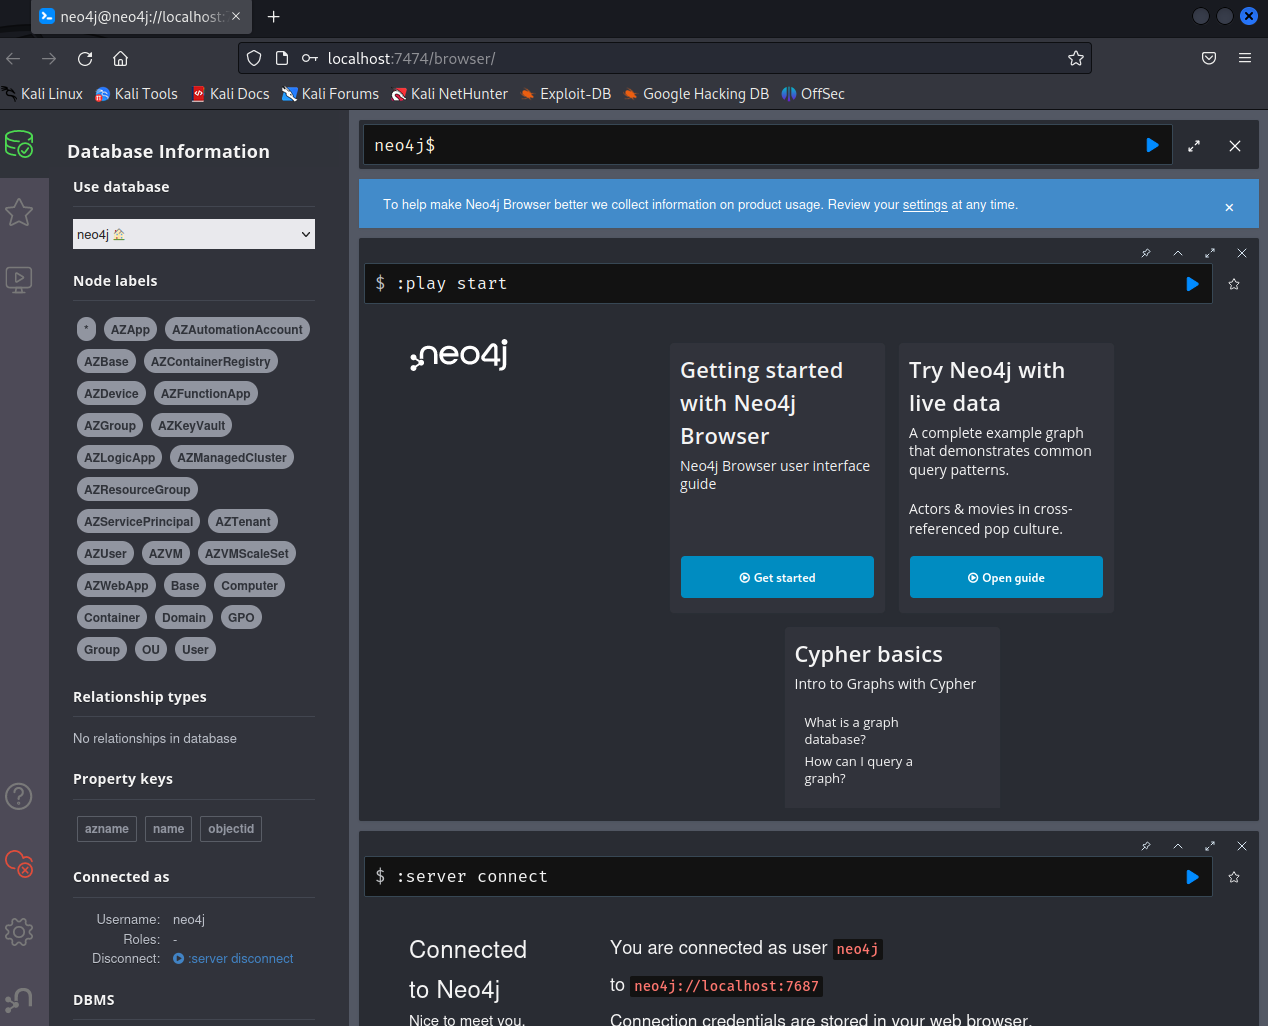 neo4j@neo4j://localhost:
localhost:7474/browser/
Kali Linux Kali Tools Kali Docs Kali Forums Kali NetHunter Exploit-DB Google Hacking DB OffSec
Database Information
Use database
neo4j
Node labels
* AZApp AZAutomationAccount
AZBase AZContainerRegistry
AZDevice AZFunctionApp
AZGroup AZKeyVault
AZLogicApp AZManagedCluster
AZResourceGroup
AZServicePrincipal AZTenant
AZUser AZVM AZVMScaleSet
AZWebApp Base Computer
Container Domain GPO
Group OU User
Relationship types
No relationships in database
Property keys
azname name objectid
Connected as
Username: neo4j
Roles: -
Disconnect: :server disconnect
DBMS
neo4j$
To help make Neo4j Browser better we collect information on product usage. Review your settings at any time.
$ :play start
neo4j
Getting started
with Neo4j
Browser
Neo4j Browser user interface
guide
Get started
Try Neo4j with
live data
A complete example graph
that demonstrates common
query patterns.
Actors & movies in cross-
referenced pop culture.
Open guide
Cypher basics
Intro to Graphs with Cypher
What is a graph
database?
How can I query a
graph?
$ :server connect
Connected
to Neo4j
Nice to meet you.
You are connected as user neo4j
to neo4j://localhost:7687
Connection credentials are stored in your web browser.